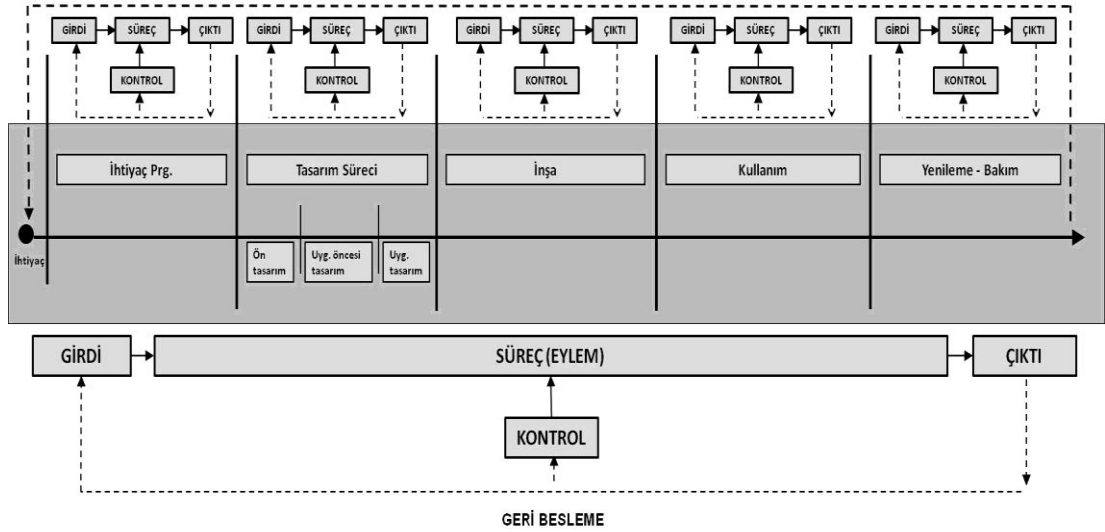 GİRDİ SÜREÇ ÇIKTI GİRDİ SÜREÇ ÇIKTI GİRDİ SÜREÇ ÇIKTI GİRDİ SÜREÇ ÇIKTI GİRDİ SÜREÇ ÇIKTI
KONTROL KONTROL KONTROL KONTROL KONTROL
İhtiyaç Prg. Tasarım Süreci İnşa Kullanım Yenileme - Bakım
İhtiyaç
Ön Uyg. öncesi Uyg.
tasarım tasarım tasarım
GİRDİ SÜREÇ (EYLEM) ÇIKTI
KONTROL
GERİ BESLEME